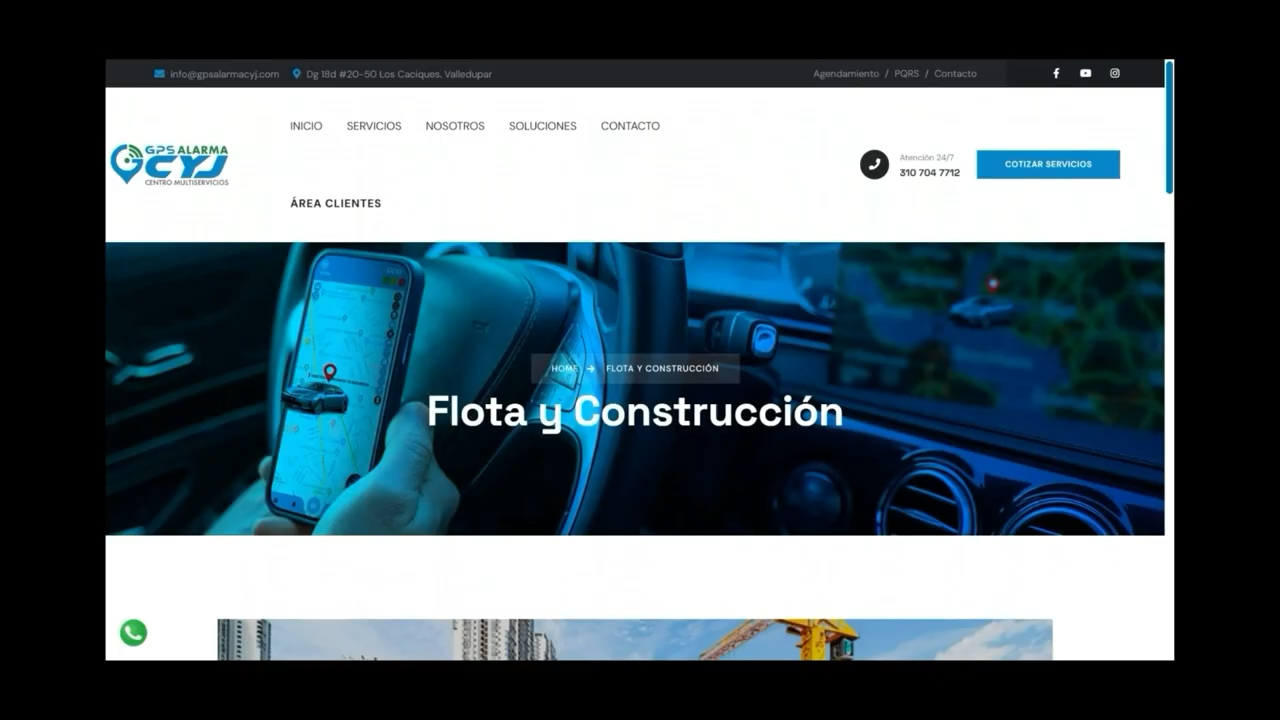 info@gpsalarmacyj.com Dg 18d #20-50 Los Caciques. Valledupar Agendamiento / PQRS / Contacto
INICIO SERVICIOS NOSOTROS SOLUCIONES CONTACTO
GPS ALARMA
CYJ
CENTRO MULTISERVICIOS
Atención 24/7
310 704 7712
COTIZAR SERVICIOS
ÁREA CLIENTES
HOME → FLOTA Y CONSTRUCCIÓN
Flota y Construcción